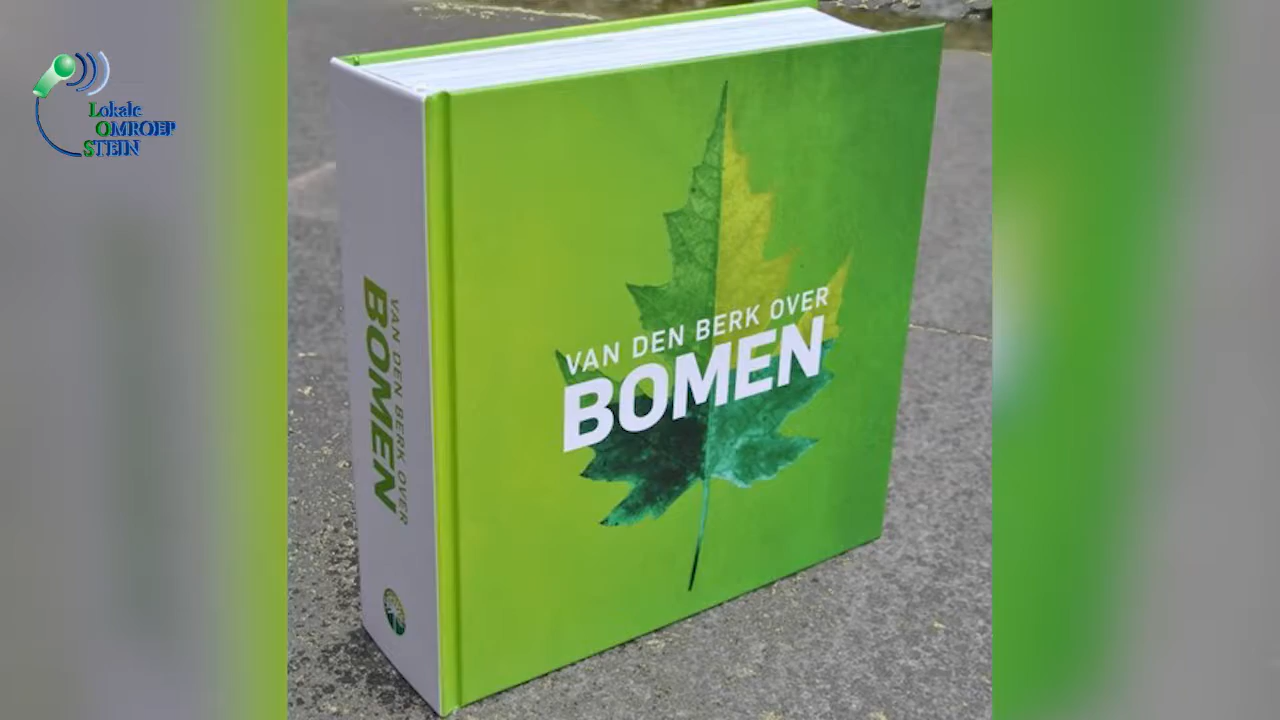 Lokale
OMROEP
STEIN
VAN DEN BERK OVER
BOMEN
VAN DEN BERK OVER
BOMEN